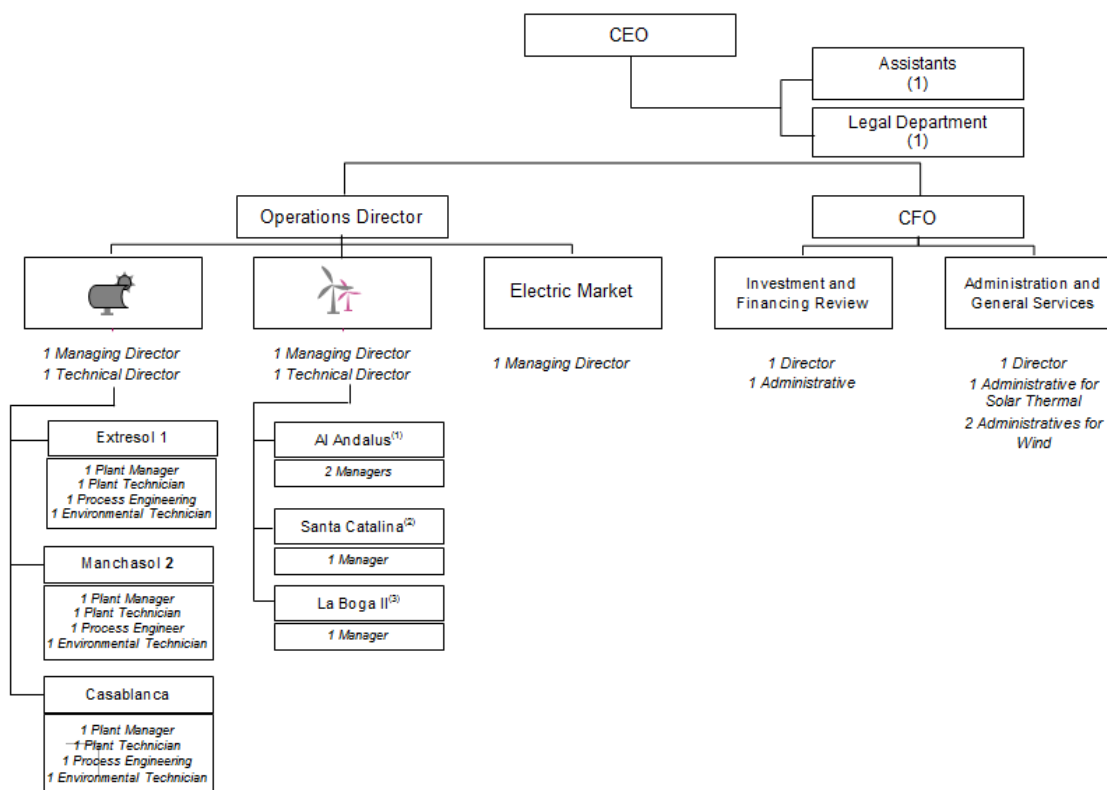 CEO
Assistants
(1)
Legal Department
(1)
Operations Director
CFO
Electric Market
Investment and
Financing Review
Administration and
General Services
1 Managing Director
1 Technical Director
1 Managing Director
1 Technical Director
1 Managing Director
1 Director
1 Administrative
1 Director
1 Administrative for
Solar Thermal
2 Administratives for
Wind
Extresol 1
1 Plant Manager
1 Plant Technician
1 Process Engineering
1 Environmental Technician
Manchasol 2
1 Plant Manager
1 Plant Technician
1 Process Engineer
1 Environmental Technician
Casablanca
1 Plant Manager
1 Plant Technician
1 Process Engineering
1 Environmental Technician
Al Andalus(1)
2 Managers
Santa Catalina(2)
1 Manager
La Boga II(3)
1 Manager